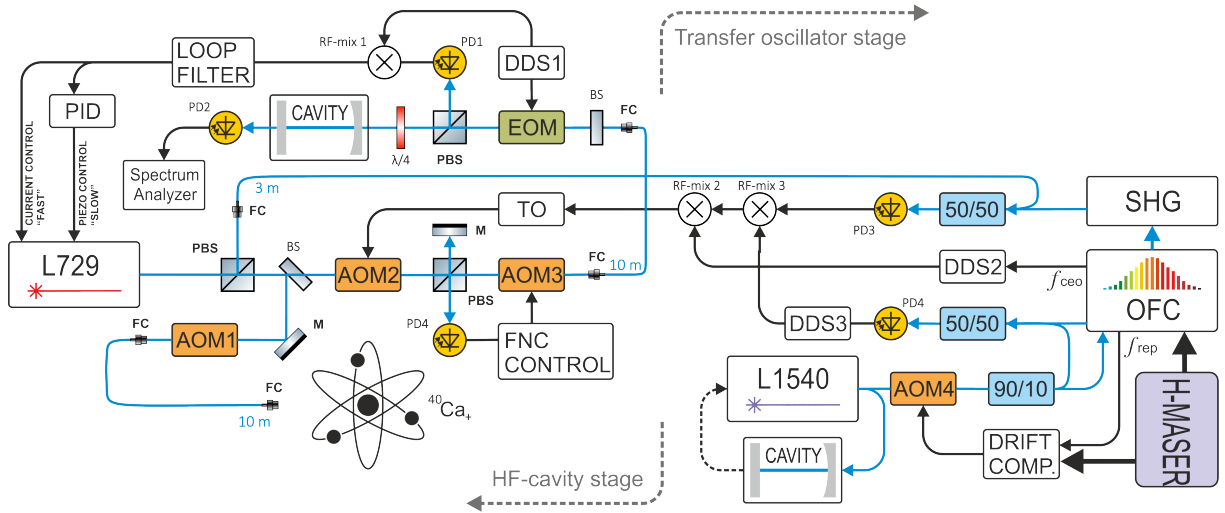 Transfer oscillator stage
LOOP
FILTER
RF-mix 1
PD1
DDS1
PID
PD2
CAVITY
λ/4
PBS
EOM
BS
FC
CURRENT CONTROL
"FAST"
PIEZO CONTROL
"SLOW"
Spectrum
Analyzer
3 m
FC
TO
RF-mix 2
RF-mix 3
PD3
50/50
SHG
L729
PBS
BS
AOM2
M
PBS
AOM3
FC
10 m
DDS2
fceo
OFC
FC
AOM1
M
PD4
FNC
CONTROL
DDS3
PD4
50/50
frep
FC
10 m
40Ca+
L1540
AOM4
90/10
H-MASER
CAVITY
DRIFT
COMP.
HF-cavity stage